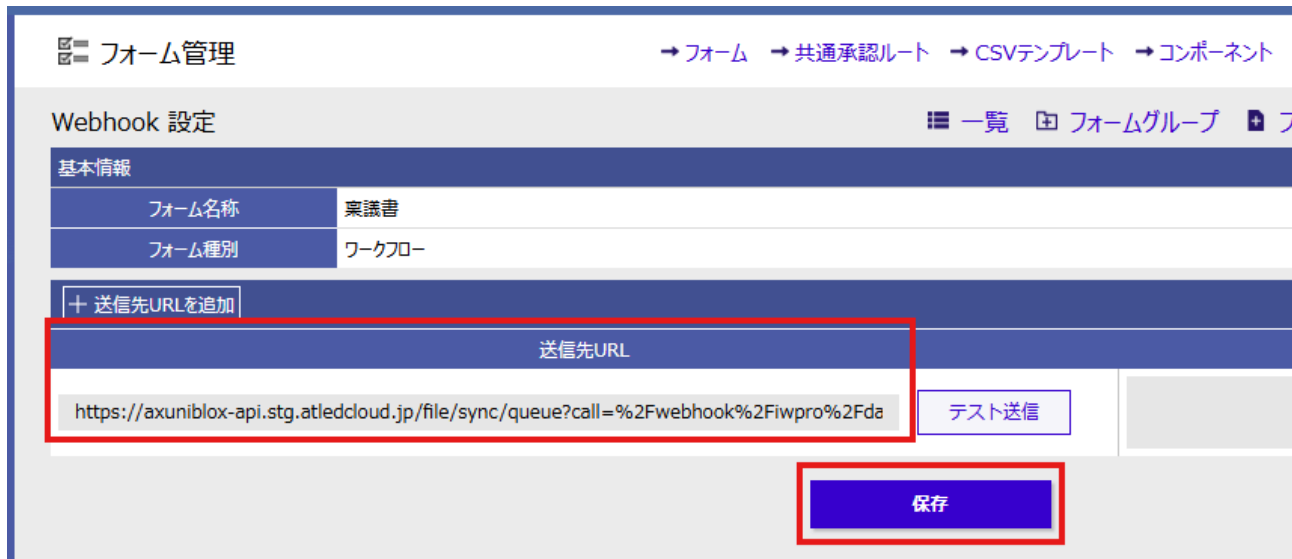 フォーム管理
→フォーム →共通承認ルート →CSVテンプレート →コンポーネント
Webhook 設定
一覧 フォームグループ
基本情報
フォーム名称 稟議書
フォーム種別 ワークフロー
＋ 送信先URLを追加
送信先URL
https://axuniblox-api.stg.atledcloud.jp/file/sync/queue?call=%2Fwebhook%2Fiwpro%2Fda テスト送信
保存